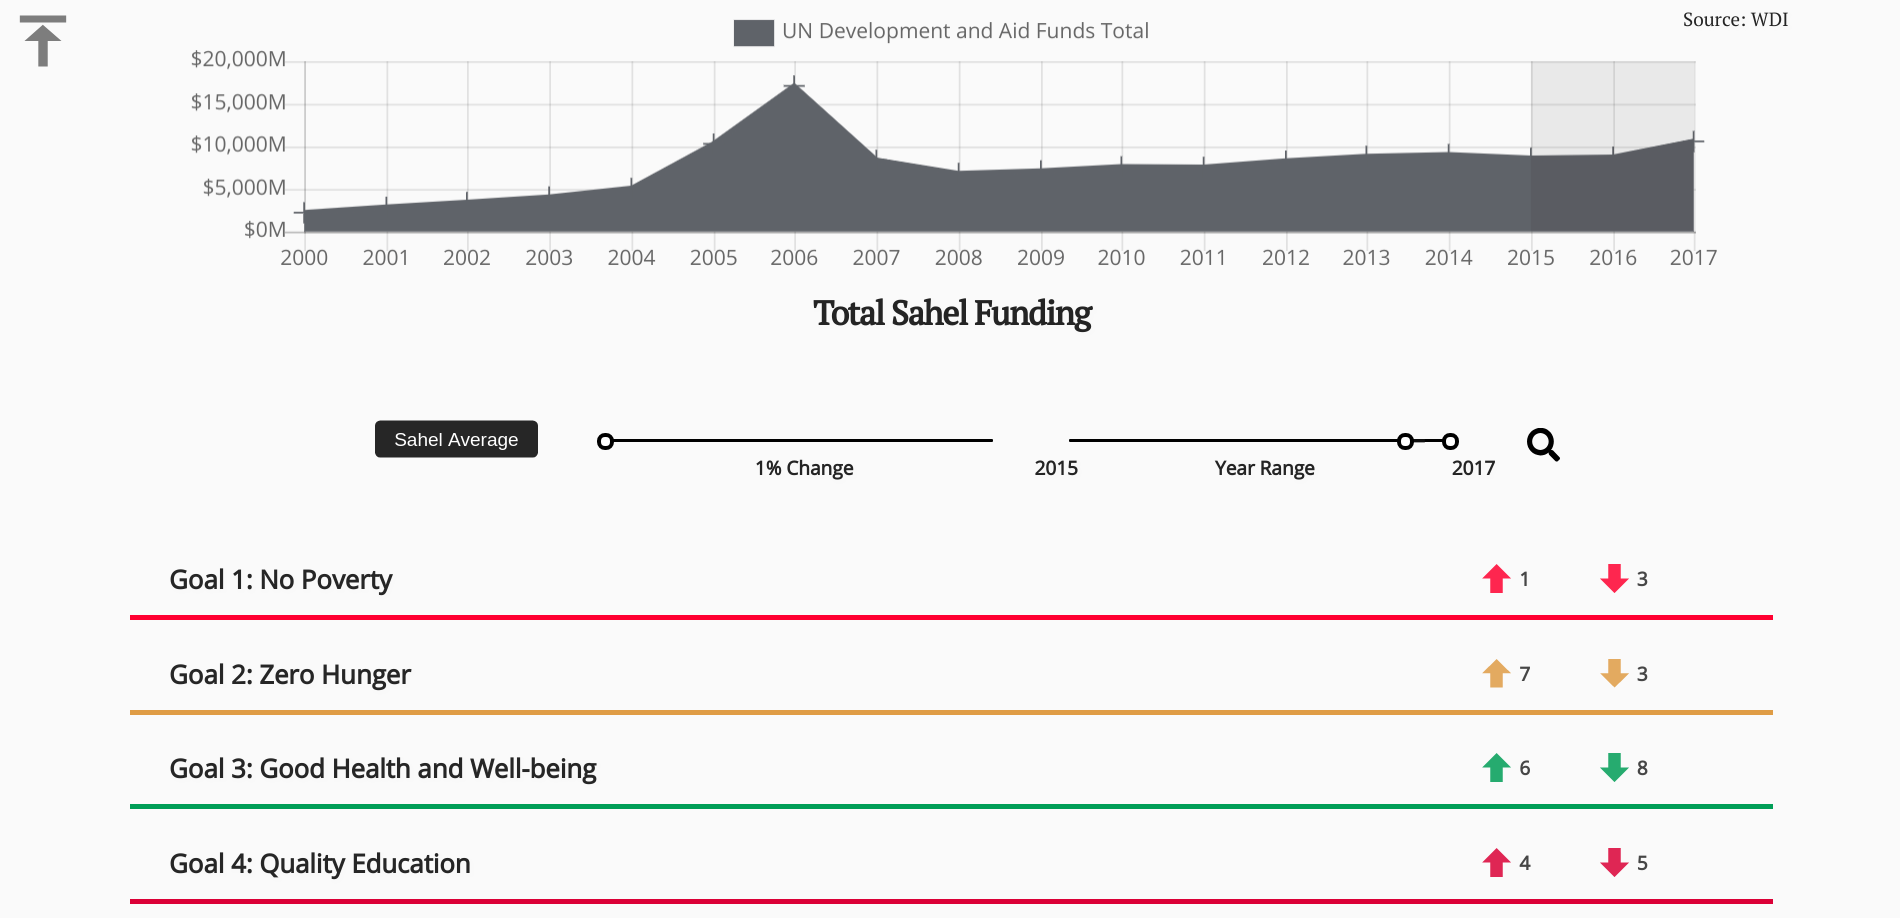 UN Development and Aid Funds Total
Source: WDI
$20,000M
$15,000M
$10,000M
$5,000M
$0M
2000 2001 2002 2003 2004 2005 2006 2007 2008 2009 2010 2011 2012 2013 2014 2015 2016 2017
Total Sahel Funding
Sahel Average
1% Change
2015 Year Range 2017
Goal 1: No Poverty 1 3
Goal 2: Zero Hunger 7 3
Goal 3: Good Health and Well-being 6 8
Goal 4: Quality Education 4 5